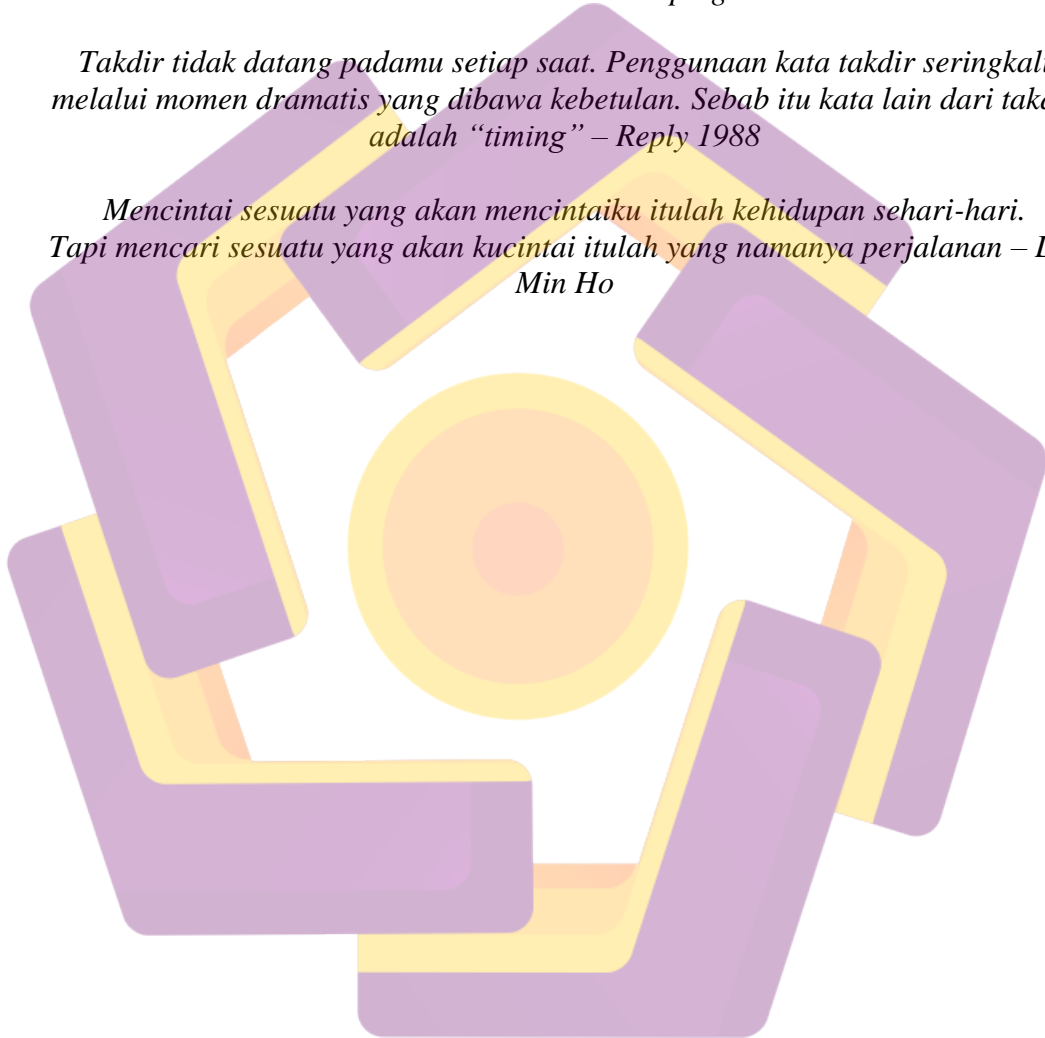 Takdir tidak datang padamu setiap saat. Penggunaan kata takdir seringkali
melalui momen dramatis yang dibawa kebetulan. Sebab itu kata lain dari
adalah “timing” – Reply 1988
Mencintai sesuatu yang akan mencintaiku itulah kehidupan sehari-hari.
Tapi mencari sesuatu yang akan kucintai itulah yang namanya perjalanan –
Min Ho